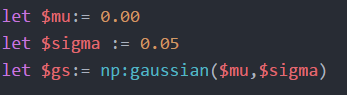 let $mu:= 0.00
let $sigma := 0.05
let $gs:= np:gaussian($mu,$sigma)